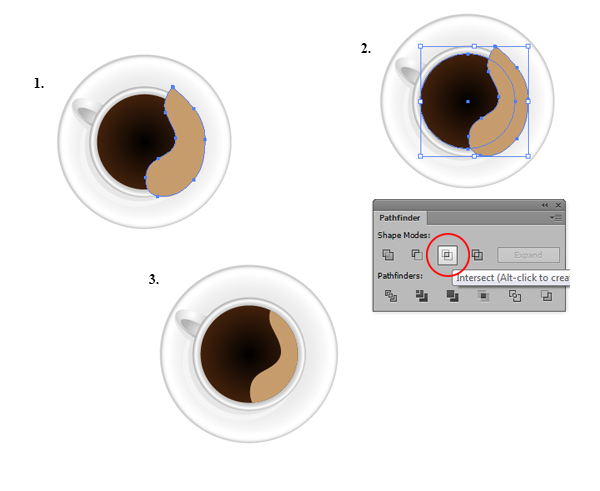 1.
2.
Pathfinder
Shape Modes:
Expand
Intersect (Alt-click to crea
Pathfinders:
3.